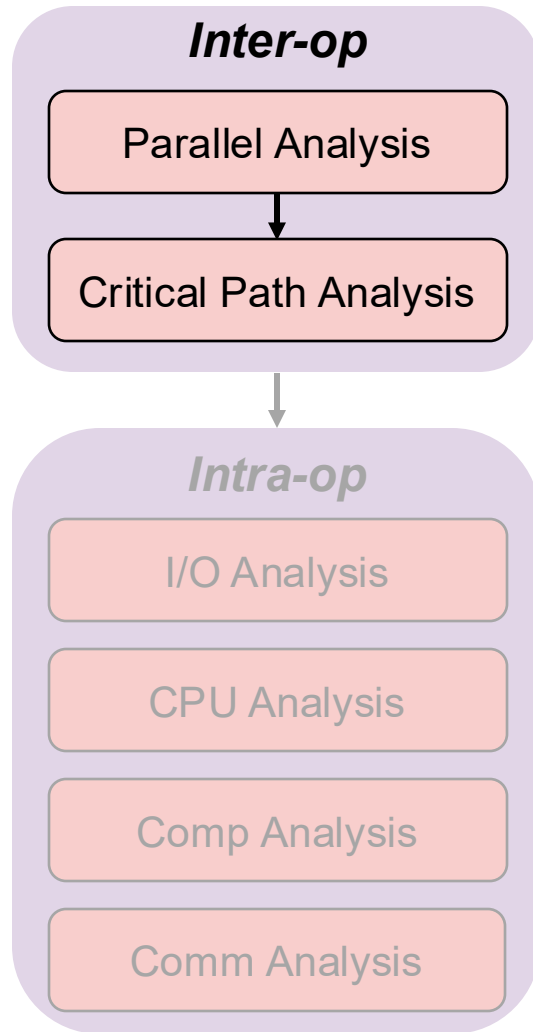 Inter-op
Parallel Analysis
Critical Path Analysis
Intra-op
I/O Analysis
CPU Analysis
Comp Analysis
Comm Analysis